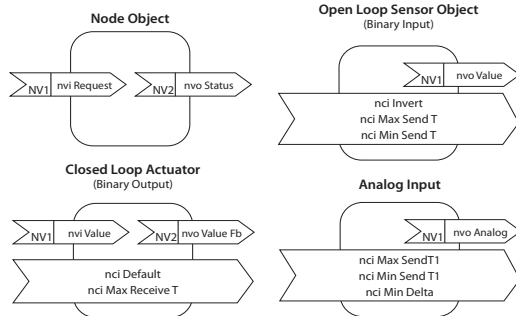 Node Object
NV1 nvi Request
NV2 nvo Status
Open Loop Sensor Object
(Binary Input)
NV1 nvo Value
nci Invert
nci Max Send T
nci Min Send T
Closed Loop Actuator
(Binary Output)
NV1 nvi Value
NV2 nvo Value Fb
nci Default
nci Max Receive T
Analog Input
NV1 nvo Analog
nci Max SendT1
nci Min Send T1
nci Min Delta